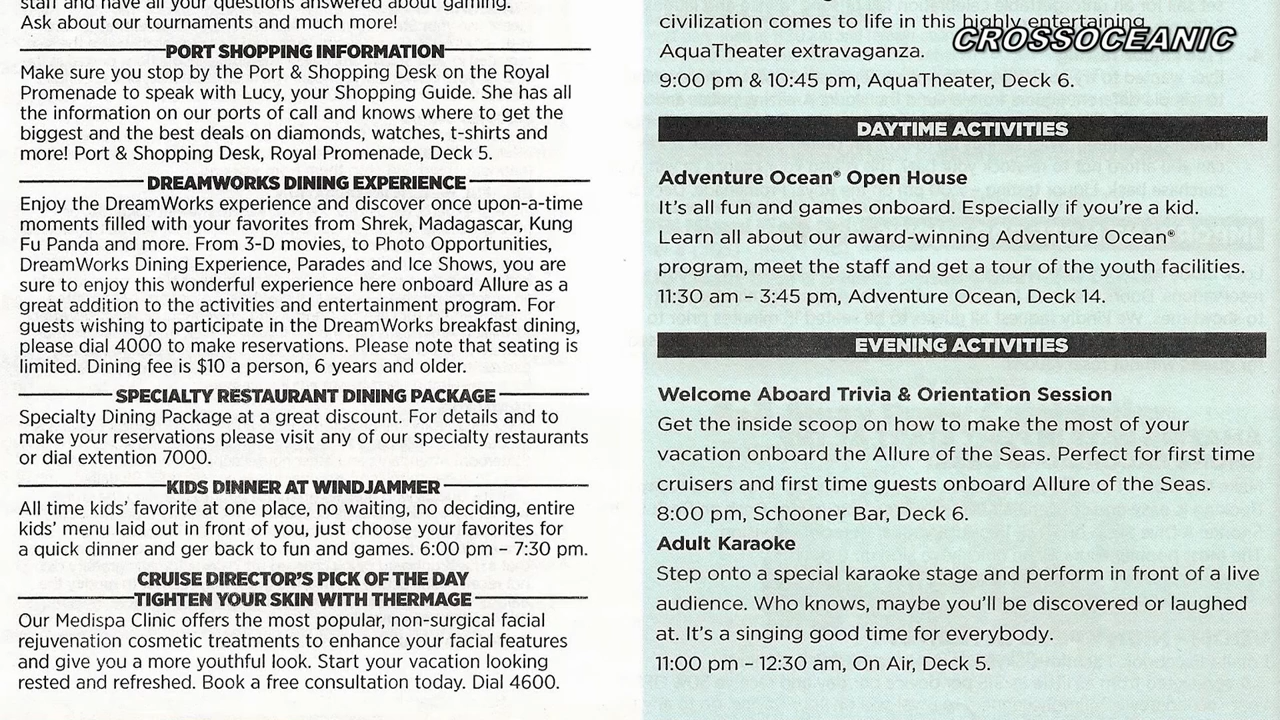 staff and have all your questions answered about gaming.
Ask about our tournaments and much more!
PORT SHOPPING INFORMATION
Make sure you stop by the Port & Shopping Desk on the Royal
Promenade to speak with Lucy, your Shopping Guide. She has all
the information on our ports of call and knows where to get the
biggest and the best deals on diamonds, watches, t-shirts and
more! Port & Shopping Desk, Royal Promenade, Deck 5.
DREAMWORKS DINING EXPERIENCE
Enjoy the DreamWorks experience and discover once upon-a-time
moments filled with your favorites from Shrek, Madagascar, Kung
Fu Panda and more. From 3-D movies, to Photo Opportunities,
DreamWorks Dining Experience, Parades and Ice Shows, you are
sure to enjoy this wonderful experience here onboard Allure as a
great addition to the activities and entertainment program. For
guests wishing to participate in the DreamWorks breakfast dining,
please dial 4000 to make reservations. Please note that seating is
limited. Dining fee is $10 a person, 6 years and older.
SPECIALTY RESTAURANT DINING PACKAGE
Specialty Dining Package at a great discount. For details and to
make your reservations please visit any of our specialty restaurants
or dial extention 7000.
KIDS DINNER AT WINDJAMMER
All time kids' favorite at one place, no waiting, no deciding, entire
kids' menu laid out in front of you, just choose your favorites for
a quick dinner and ger back to fun and games. 6:00 pm – 7:30 pm.
CRUISE DIRECTOR'S PICK OF THE DAY
TIGHTEN YOUR SKIN WITH THERMAGE
Our Medispa Clinic offers the most popular, non-surgical facial
rejuvenation cosmetic treatments to enhance your facial features
and give you a more youthful look. Start your vacation looking
rested and refreshed. Book a free consultation today. Dial 4600.
civilization comes to life in this highly entertaining
CROSSOCEANIC
AquaTheater extravaganza.
9:00 pm & 10:45 pm, AquaTheater, Deck 6.
DAYTIME ACTIVITIES
Adventure Ocean® Open House
It's all fun and games onboard. Especially if you're a kid.
Learn all about our award-winning Adventure Ocean®
program, meet the staff and get a tour of the youth facilities.
11:30 am – 3:45 pm, Adventure Ocean, Deck 14.
EVENING ACTIVITIES
Welcome Aboard Trivia & Orientation Session
Get the inside scoop on how to make the most of your
vacation onboard the Allure of the Seas. Perfect for first time
cruisers and first time guests onboard Allure of the Seas.
8:00 pm, Schooner Bar, Deck 6.
Adult Karaoke
Step onto a special karaoke stage and perform in front of a live
audience. Who knows, maybe you'll be discovered or laughed
at. It's a singing good time for everybody.
11:00 pm – 12:30 am, On Air, Deck 5.